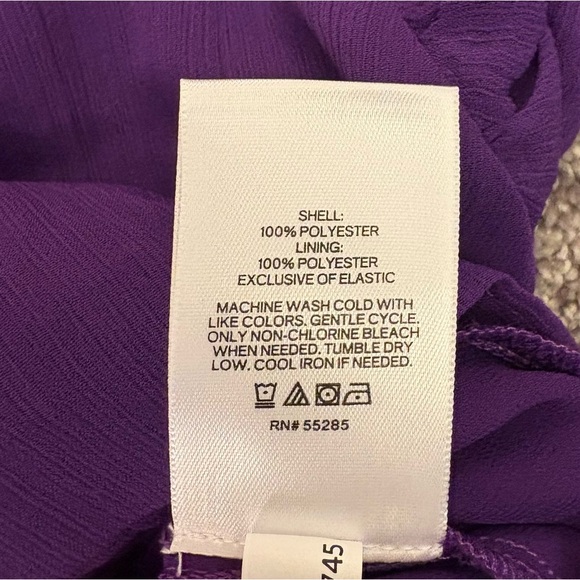 SHELL:
100% POLYESTER
LINING:
100% POLYESTER
EXCLUSIVE OF ELASTIC
MACHINE WASH COLD WITH
LIKE COLORS. GENTLE CYCLE.
ONLY NON-CHLORINE BLEACH
WHEN NEEDED. TUMBLE DRY
LOW. COOL IRON IF NEEDED.
RN# 55285
745